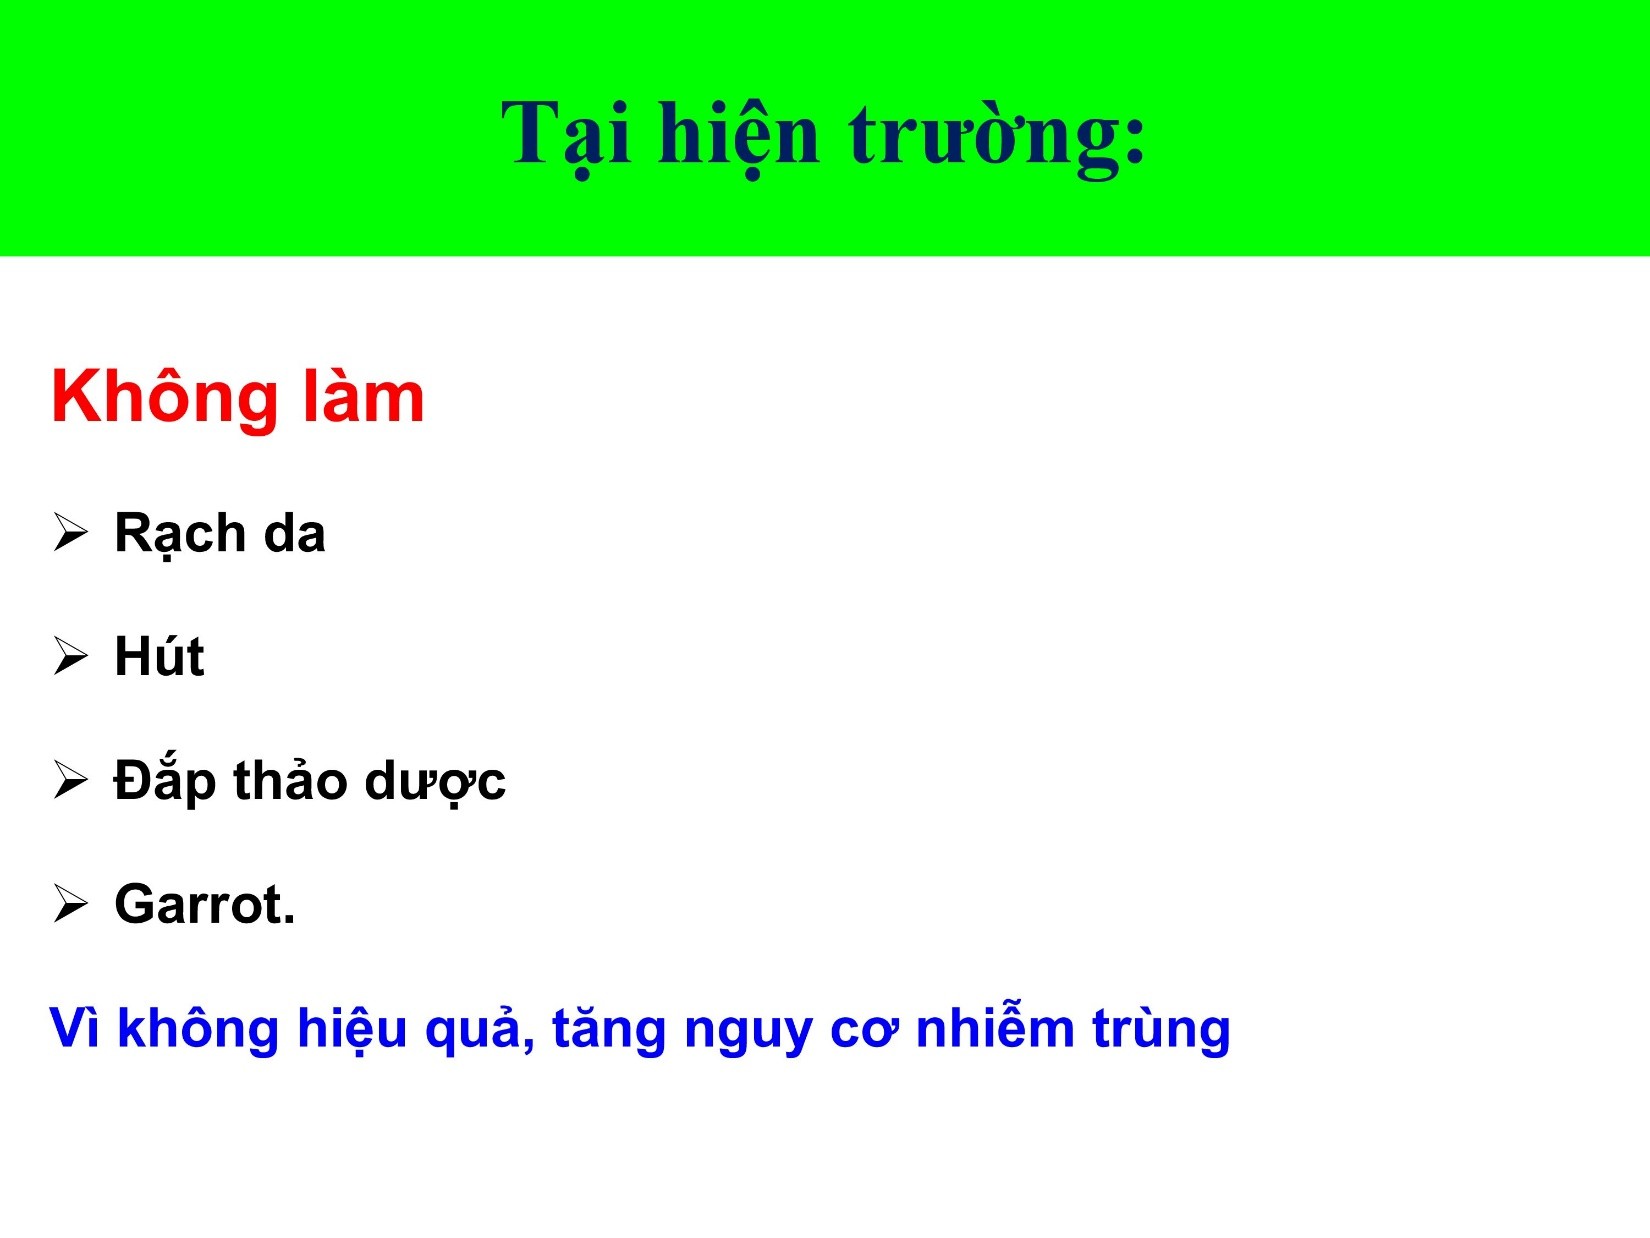 Tại hiện trường:
Không làm
➢ Rạch da
➢ Hút
➢ Đắp thảo dược
➢ Garrot.
Vì không hiệu quả, tăng nguy cơ nhiễm trùng